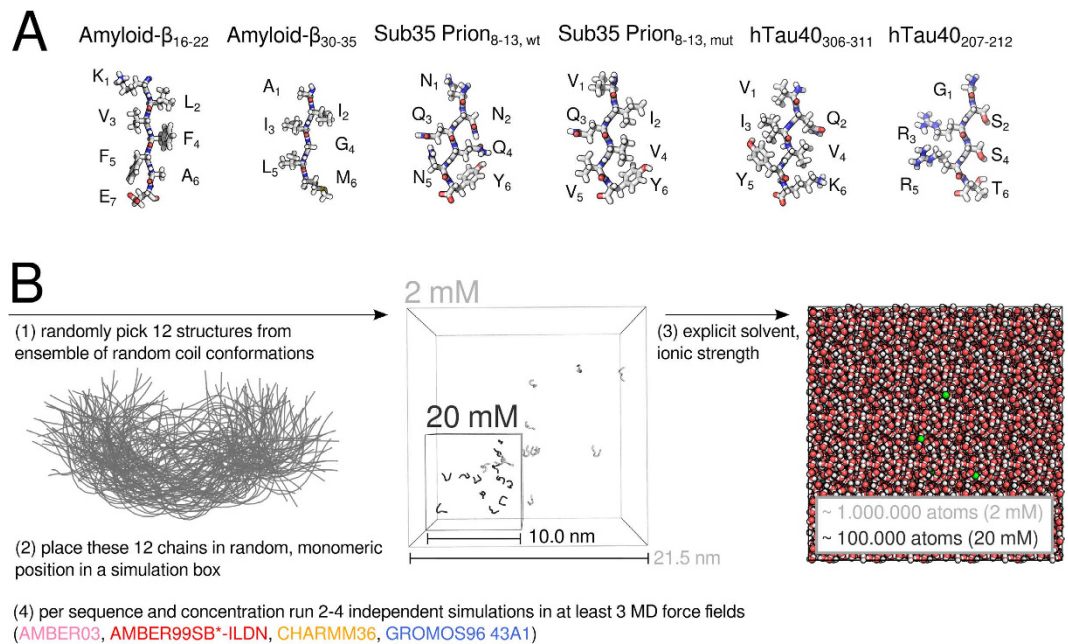 A
Amyloid-β16-22
Amyloid-β30-35
Sub35 Prion8-13, wt
Sub35 Prion8-13, mut
hTau40306-311
hTau40207-212
K1
L2
V3
F4
F5
A6
E7
A1
I2
I3
G4
L5
M6
N1
N2
Q3
Q4
N5
Y6
V1
I2
Q3
V4
V5
Y6
V1
Q2
I3
V4
Y5
K6
G1
S2
R3
S4
R5
T6
B
(1) randomly pick 12 structures from
ensemble of random coil conformations
2 mM
20 mM
10.0 nm
21.5 nm
(3) explicit solvent,
ionic strength
~ 1.000.000 atoms (2 mM)
~ 100.000 atoms (20 mM)
(2) place these 12 chains in random, monomeric
position in a simulation box
(4) per sequence and concentration run 2-4 independent simulations in at least 3 MD force fields
(AMBER03, AMBER99SB*-ILDN, CHARMM36, GROMOS96 43A1)